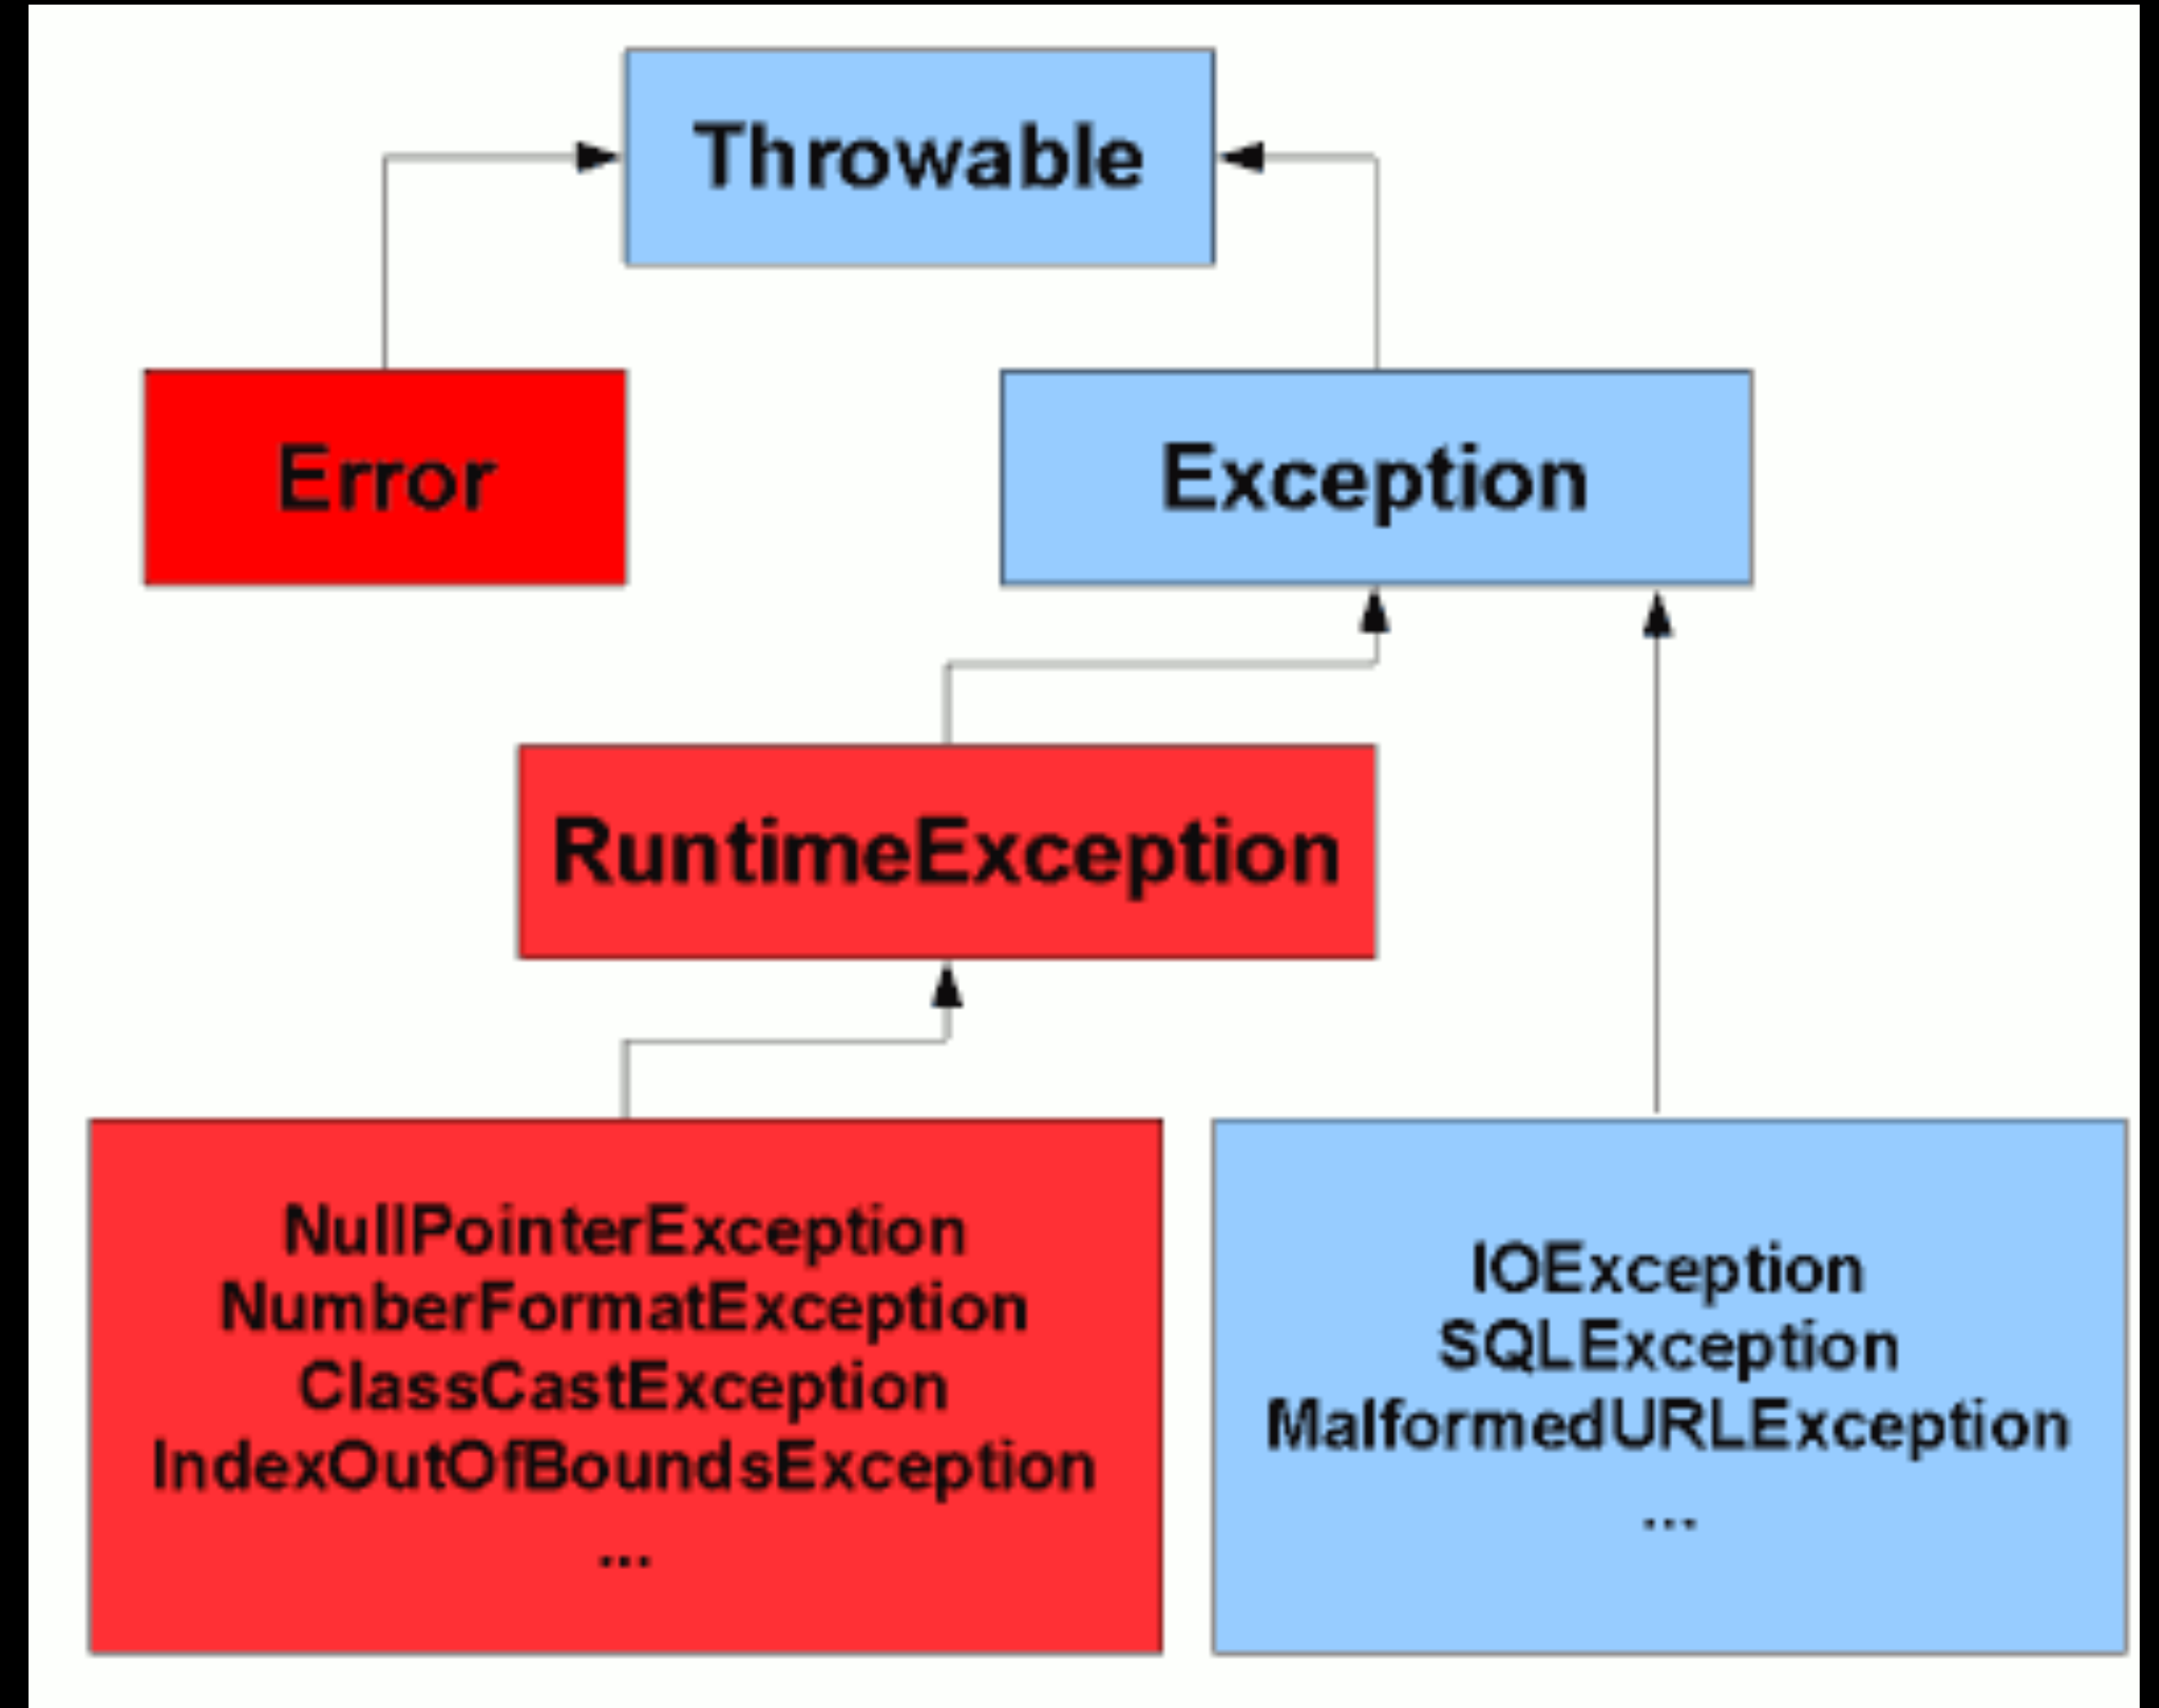 Throwable
Error
Exception
RuntimeException
NullPointerException
NumberFormatException
ClassCastException
IndexOutOfBoundsException
...
IOException
SQLException
MalformedURLException
...